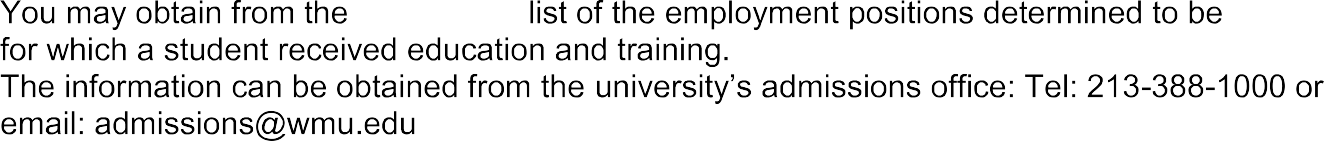 You may obtain from the list of the employment positions determined to be
for which a student received education and training.
The information can be obtained from the university’s admissions office: Tel: 213-388-1000 or
email: admissions@wmu.edu